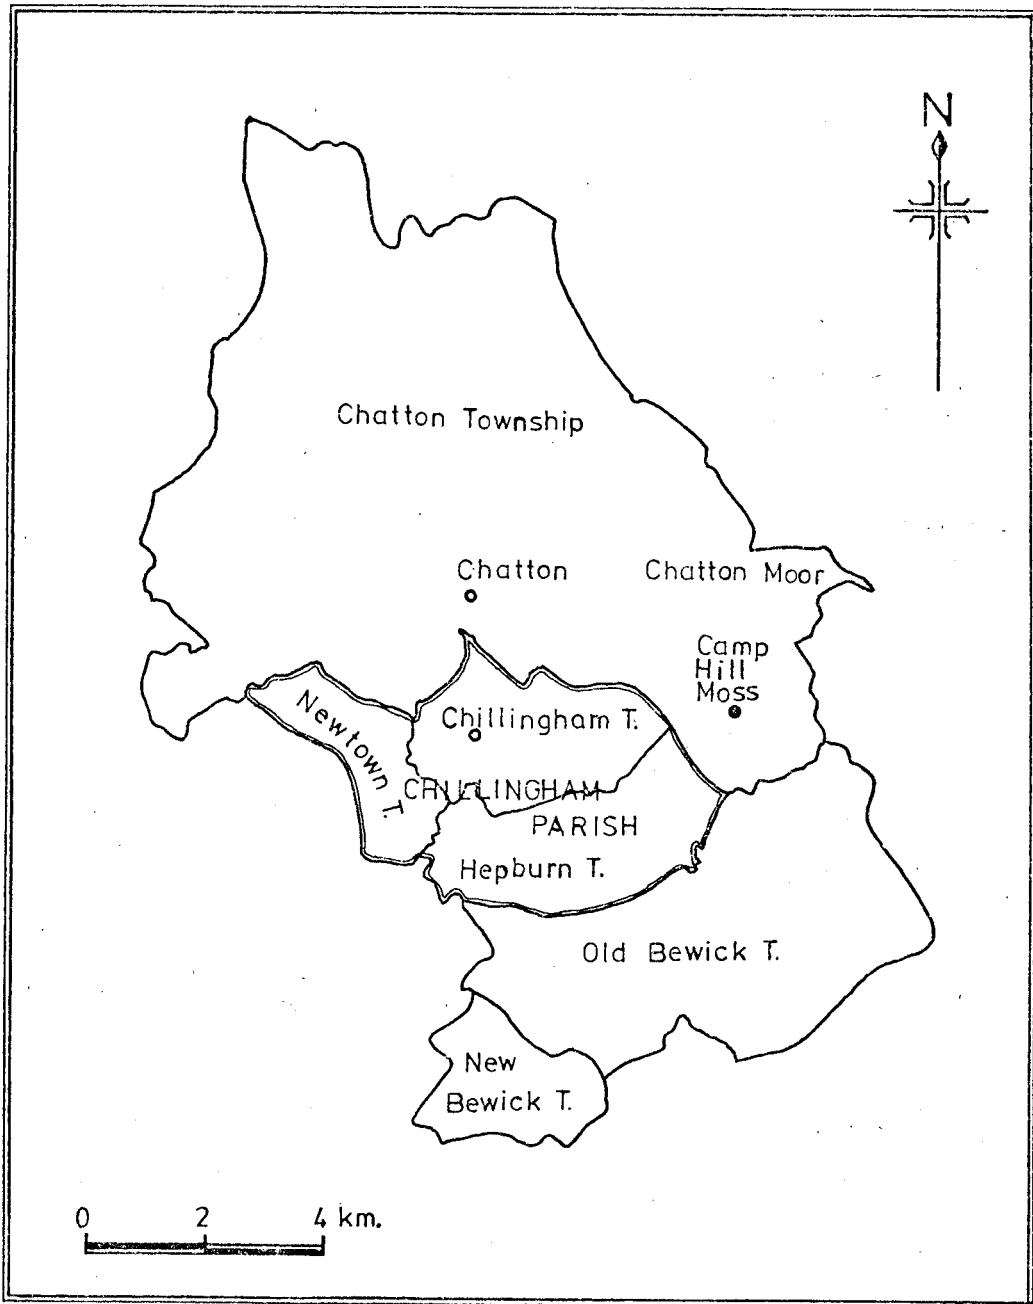 N
Chatton Township
Chatton
Chatton Moor
Camp
Hill
Moss
Newtown T.
Chillingham T.
CHILLINGHAM
PARISH
Hepburn T.
Old Bewick T.
New
Bewick T.
0 2 4 km.